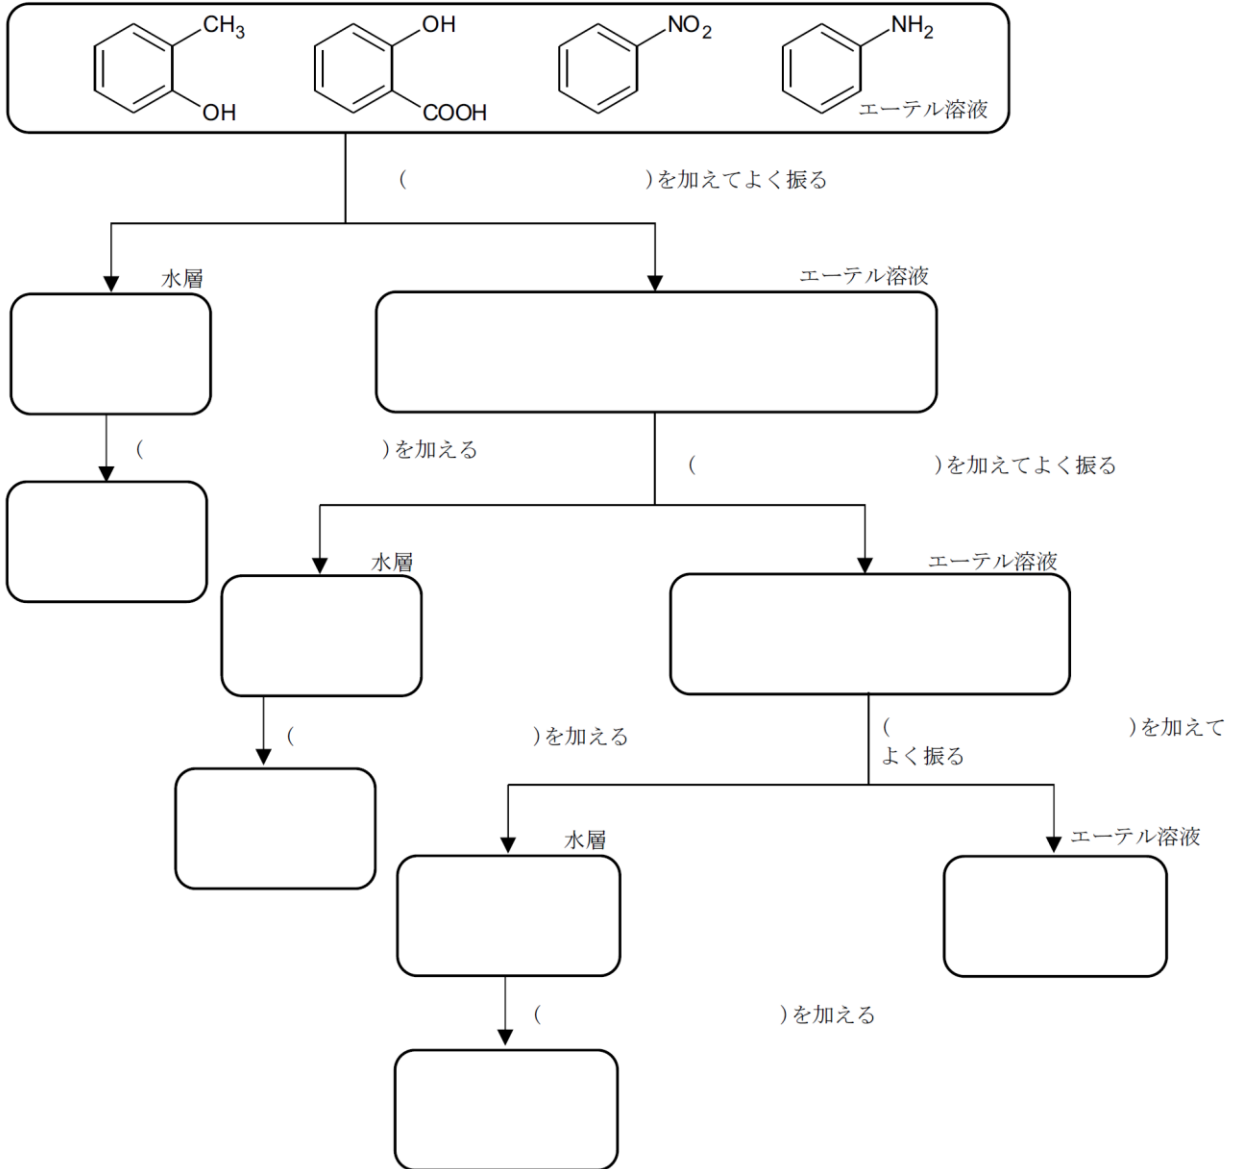 CH₃
OH
OH
COOH
NO₂
NH₂
エーテル溶液
( )を加えてよく振る
水層
エーテル溶液
( )を加える
( )を加えてよく振る
水層
エーテル溶液
( )を加える
( )を加えて
よく振る
水層
エーテル溶液
( )を加える